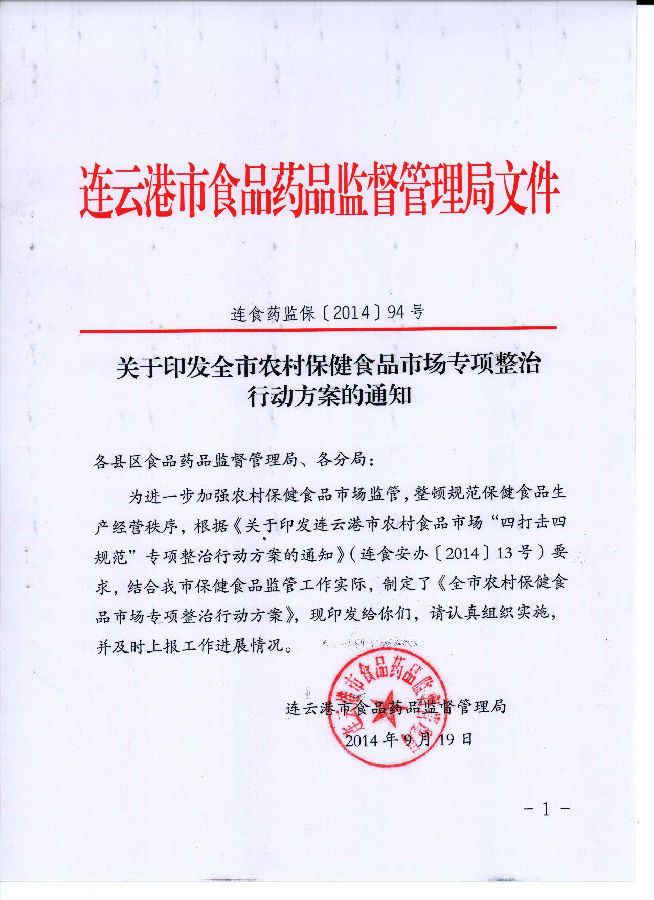 连云港市食品药品监督管理局文件
连食药监保〔2014〕94号
关于印发全市农村保健食品市场专项整治
行动方案的通知
各县区食品药品监督管理局、各分局：
为进一步加强农村保健食品市场监管，整顿规范保健食品生
产经营秩序，根据《关于印发连云港市农村食品市场“四打击四
规范”专项整治行动方案的通知》（连食安办〔2014〕13号）要
求，结合我市保健食品监管工作实际，制定了《全市农村保健食
品市场专项整治行动方案》，现印发给你们，请认真组织实施，
并及时上报工作进展情况。
连云港市食品药品监督管理局
连云港市食品药品监督管理局
2014年9月19日
- 1 -